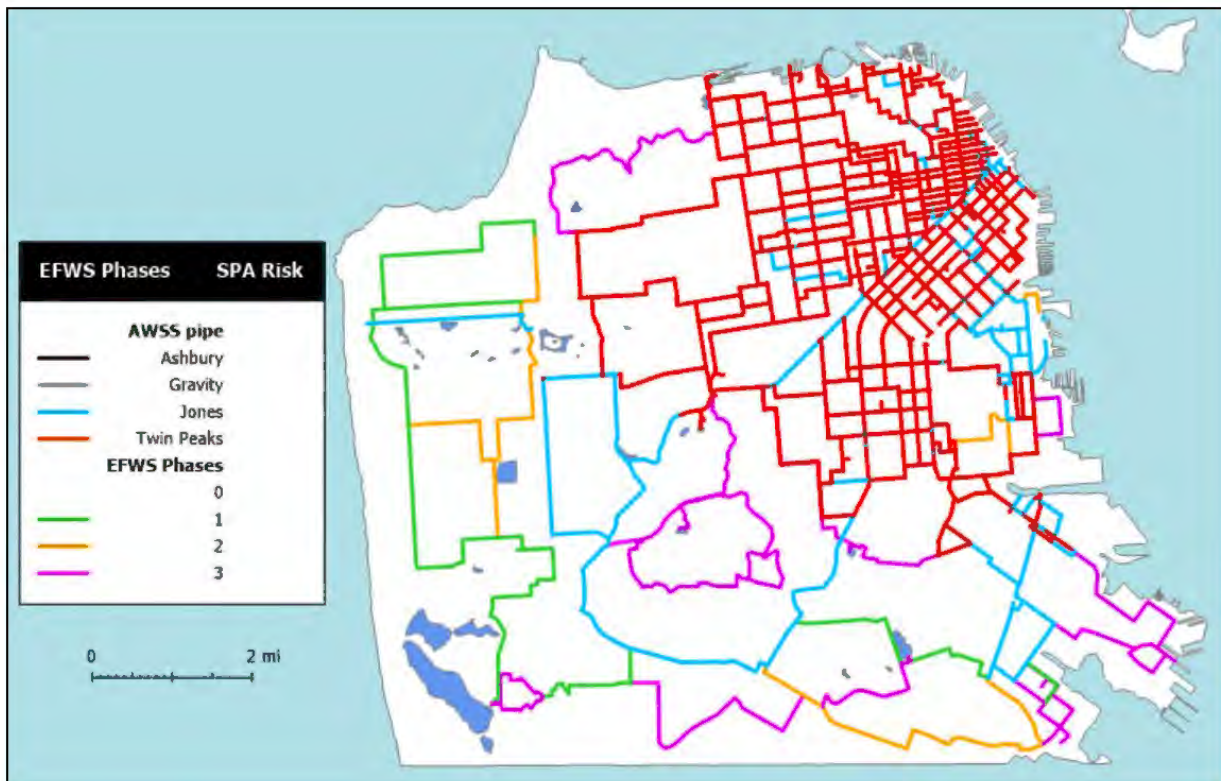 EFWS Phases SPA Risk
AWSS pipe
Ashbury
Gravity
Jones
Twin Peaks
EFWS Phases
0
1
2
3
0 2 mi